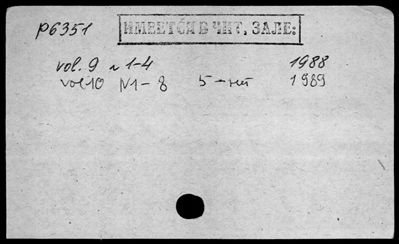 P6351
ИМЕЕТСЯ В ЧИТ. ЗАЛЕ:
vol. 9 N 1-4 1988
vol 10 N1-8 5-нет 1989